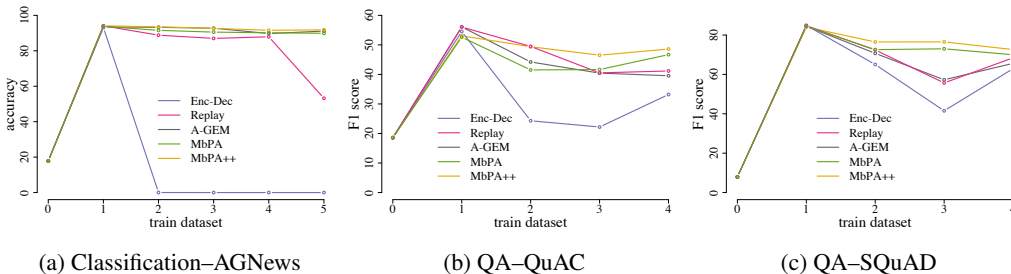 accuracy
0 20 40 60 80 100
Enc-Dec
Replay
A-GEM
MbPA
MbPA++
0 1 2 3 4 5
train dataset
(a) Classification–AGNews
F1 score
0 10 20 30 40 50 60
Enc-Dec
Replay
A-GEM
MbPA
MbPA++
0 1 2 3 4
train dataset
(b) QA–QuAC
F1 score
0 20 40 60 80
Enc-Dec
Replay
A-GEM
MbPA
MbPA++
0 1 2 3 4
train dataset
(c) QA–SQuAD